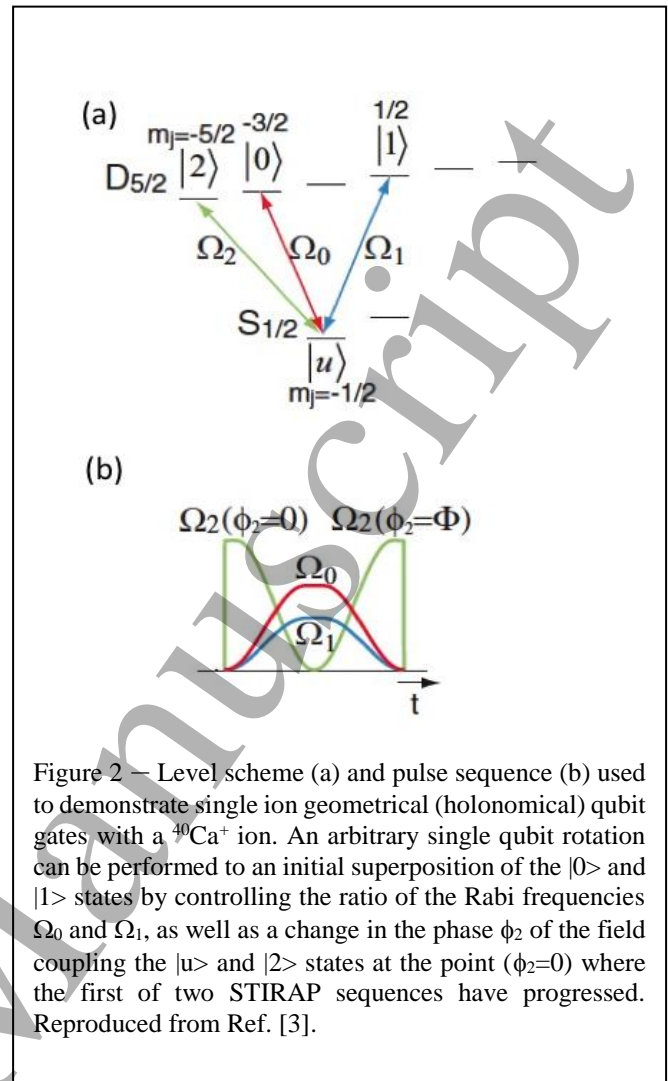 (a)
mj=-5/2 -3/2 1/2
D5/2 |2⟩ |0⟩ |1⟩
Ω2 Ω0 Ω1
S1/2
|u⟩
mj=-1/2
(b)
Ω2(ϕ2=0) Ω2(ϕ2=Φ)
Ω0
Ω1
t
Figure 2 – Level scheme (a) and pulse sequence (b) used
to demonstrate single ion geometrical (holonomical) qubit
gates with a ⁴⁰Ca⁺ ion. An arbitrary single qubit rotation
can be performed to an initial superposition of the |0> and
|1> states by controlling the ratio of the Rabi frequencies
Ω0 and Ω1, as well as a change in the phase ϕ2 of the field
coupling the |u> and |2> states at the point (ϕ2=0) where
the first of two STIRAP sequences have progressed.
Reproduced from Ref. [3].
Manuscript